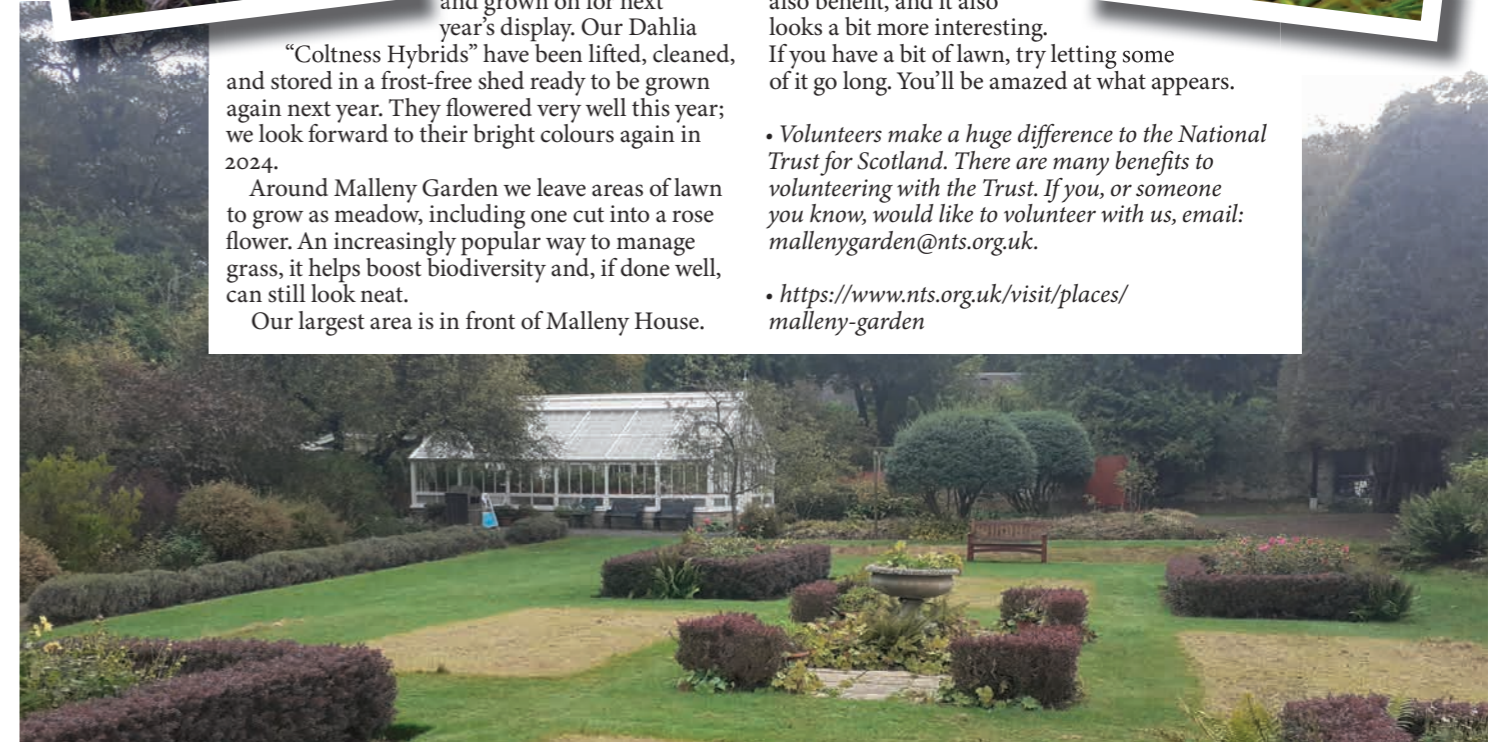 and grown on for next
year's display. Our Dahlia
“Coltness Hybrids” have been lifted, cleaned,
and stored in a frost-free shed ready to be grown
again next year. They flowered very well this year;
we look forward to their bright colours again in
2024.
Around Malleny Garden we leave areas of lawn
to grow as meadow, including one cut into a rose
flower. An increasingly popular way to manage
grass, it helps boost biodiversity and, if done well,
can still look neat.
Our largest area is in front of Malleny House.
also benefit, and it also
looks a bit more interesting.
If you have a bit of lawn, try letting some
of it go long. You’ll be amazed at what appears.
• Volunteers make a huge difference to the National
Trust for Scotland. There are many benefits to
volunteering with the Trust. If you, or someone
you know, would like to volunteer with us, email:
mallenygarden@nts.org.uk.
• https://www.nts.org.uk/visit/places/
malleny-garden